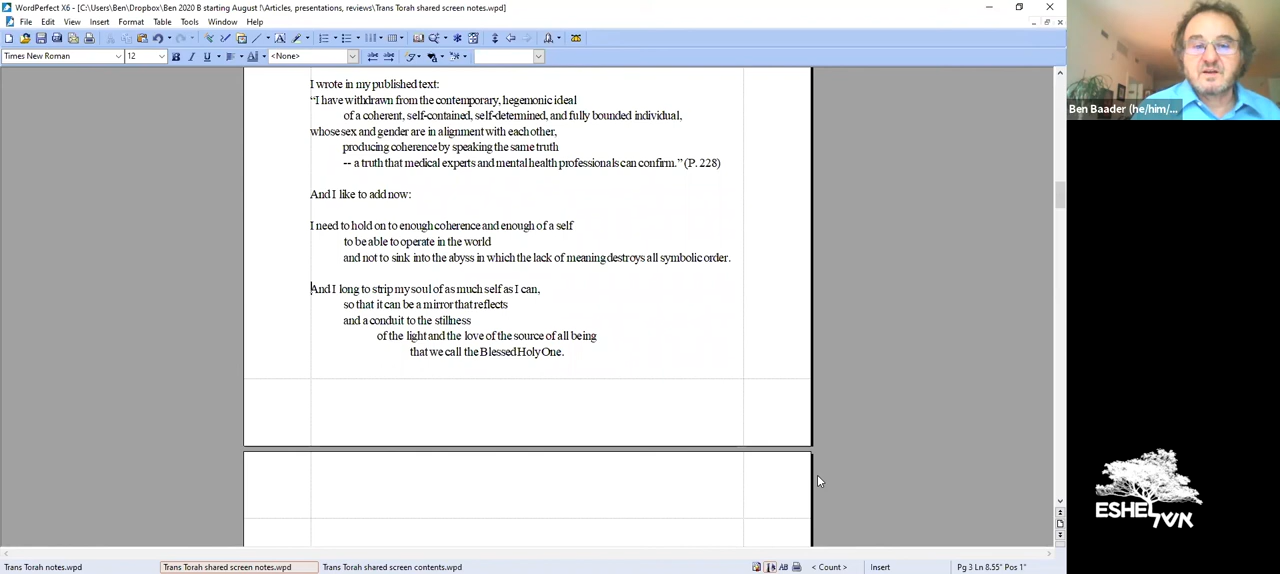 WordPerfect X6 - [C:\Users\Ben\Dropbox\Ben 2020 B starting August !\Articles, presentations, reviews\Trans Torah shared screen notes.wpd]
File Edit View Insert Format Table Tools Window Help
Times New Roman 12 B I U <None>
I wrote in my published text:
“I have withdrawn from the contemporary, hegemonic ideal
of a coherent, self-contained, self-determined, and fully bounded individual,
whose sex and gender are in alignment with each other,
producing coherence by speaking the same truth
-- a truth that medical experts and mental health professionals can confirm.” (P. 228)
And I like to add now:
I need to hold on to enough coherence and enough of a self
to be able to operate in the world
and not to sink into the abyss in which the lack of meaning destroys all symbolic order.
And I long to strip my soul of as much self as I can,
so that it can be a mirror that reflects
and a conduit to the stillness
of the light and the love of the source of all being
that we call the Blessed Holy One.
Trans Torah notes.wpd Trans Torah shared screen notes.wpd Trans Torah shared screen contents.wpd AB < Count > Insert Pg 3 Ln 8.55" Pos 1"
Ben Baader (he/him/...
ESHEL אשל